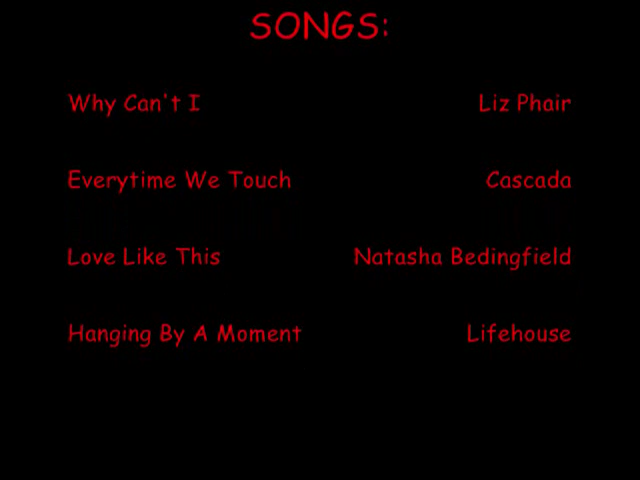 SONGS:
Why Can't I Liz Phair
Everytime We Touch Cascada
Love Like This Natasha Bedingfield
Hanging By A Moment Lifehouse